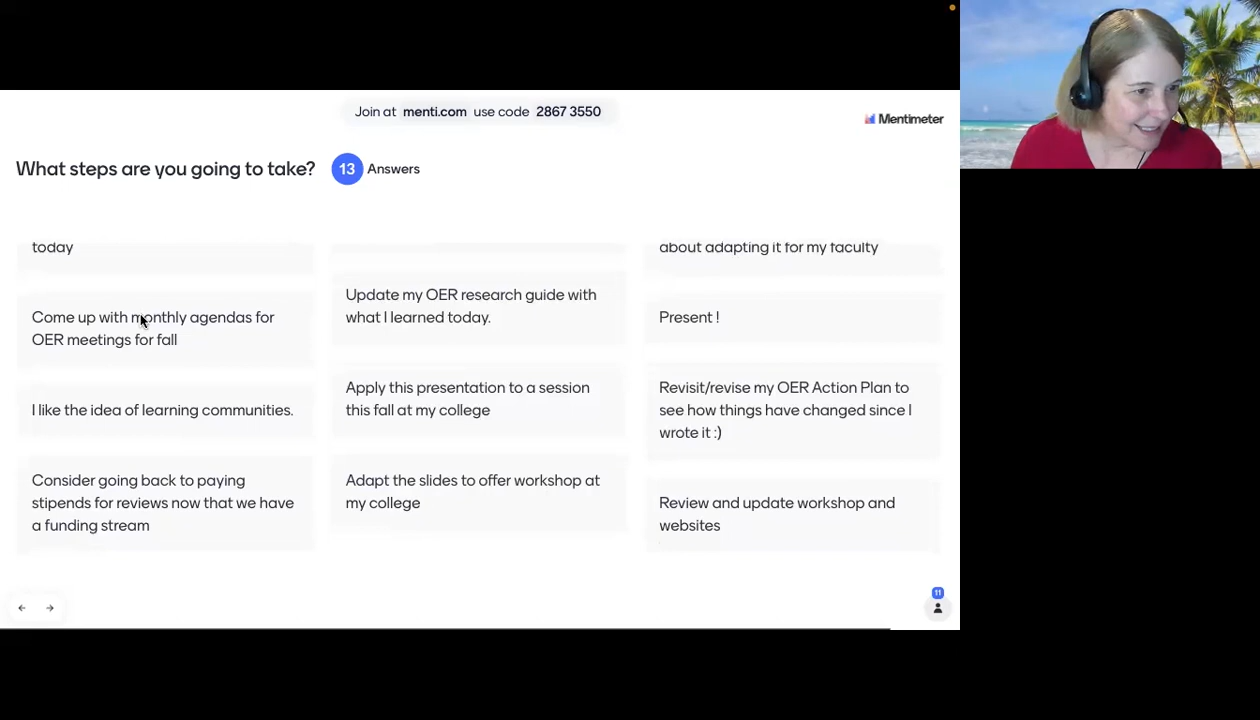 Join at menti.com use code 2867 3550
Mentimeter
What steps are you going to take?
13 Answers
today
Come up with monthly agendas for
OER meetings for fall
I like the idea of learning communities.
Consider going back to paying
stipends for reviews now that we have
a funding stream
Update my OER research guide with
what I learned today.
Apply this presentation to a session
this fall at my college
Adapt the slides to offer workshop at
my college
about adapting it for my faculty
Present !
Revisit/revise my OER Action Plan to
see how things have changed since I
wrote it :)
Review and update workshop and
websites
11